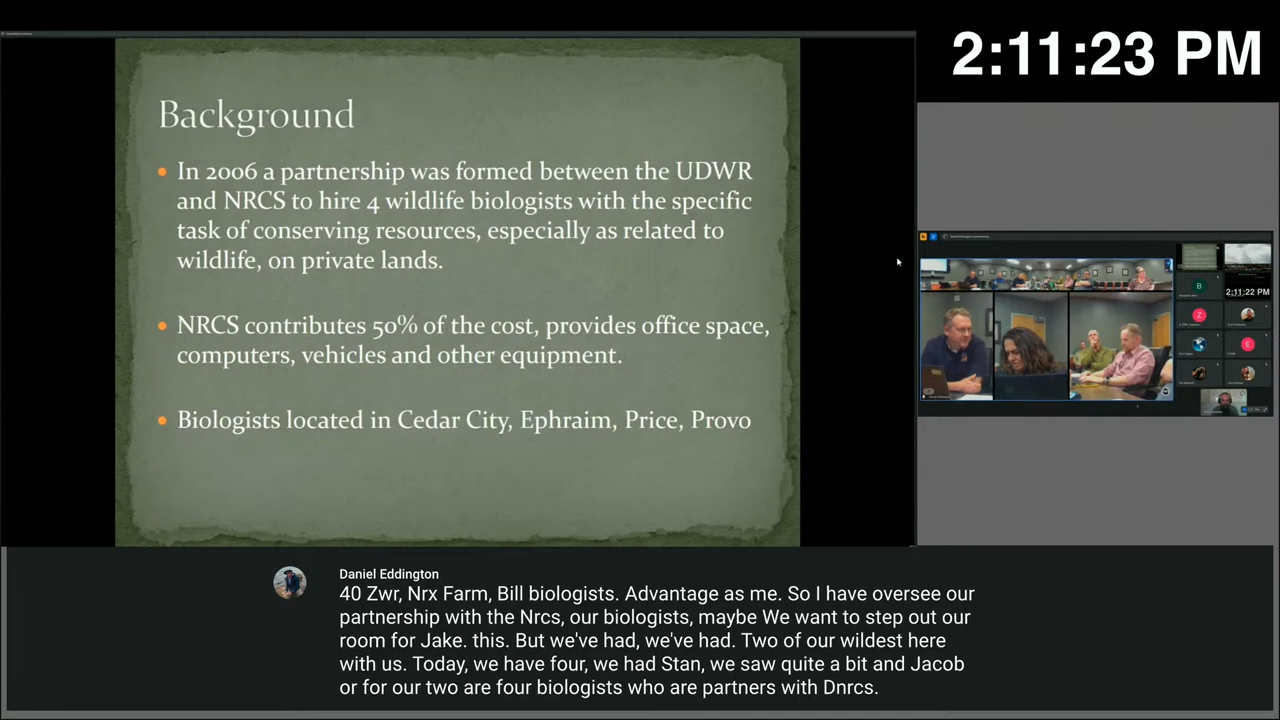 2:11:23 PM
Background
• In 2006 a partnership was formed between the UDWR
and NRCS to hire 4 wildlife biologists with the specific
task of conserving resources, especially as related to
wildlife, on private lands.
• NRCS contributes 50% of the cost, provides office space,
computers, vehicles and other equipment.
• Biologists located in Cedar City, Ephraim, Price, Provo
B
2:11:22 PM
Z
E
Daniel Eddington
40 Zwr, Nrx Farm, Bill biologists. Advantage as me. So I have oversee our
partnership with the Nrcs, our biologists, maybe We want to step out our
room for Jake. this. But we've had, we've had. Two of our wildest here
with us. Today, we have four, we had Stan, we saw quite a bit and Jacob
or for our two are four biologists who are partners with Dnrcs.